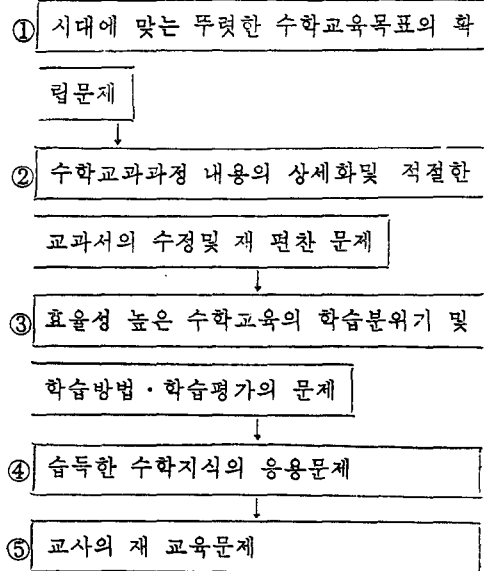 ① 시대에 맞는 뚜렷한 수학교육목표의 확
립문제
② 수학교과과정 내용의 상세화및 적절한
교과서의 수정및 재 편찬 문제
③ 효율성 높은 수학교육의 학습분위기 및
학습방법·학습평가의 문제
④ 습득한 수학지식의 응용문제
⑤ 교사의 재 교육문제